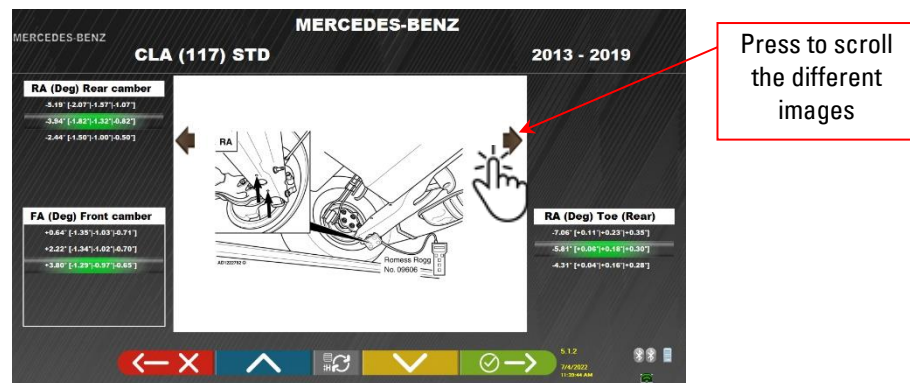 MERCEDES-BENZ
MERCEDES-BENZ
CLA (117) STD
2013 - 2019
Press to scroll
the different
images
RA (Deg) Rear camber
-5.19° [-2.07°|-1.57°|-1.07°]
-3.94° [-1.82°|-1.32°|-0.82°]
-2.44° [-1.50°|-1.00°|-0.50°]
RA
FA (Deg) Front camber
+0.64° [-1.35°|-1.03°|-0.71°]
+2.22° [-1.34°|-1.02°|-0.70°]
+3.80° [-1.29°|-0.97°|-0.65°]
RA (Deg) Toe (Rear)
-7.06° [+0.11°|+0.23°|+0.35°]
-5.81° [+0.06°|+0.18°|+0.30°]
-4.31° [+0.04°|+0.16°|+0.28°]
Romess Rogg
No. 09606
5.1.2
7/4/2022